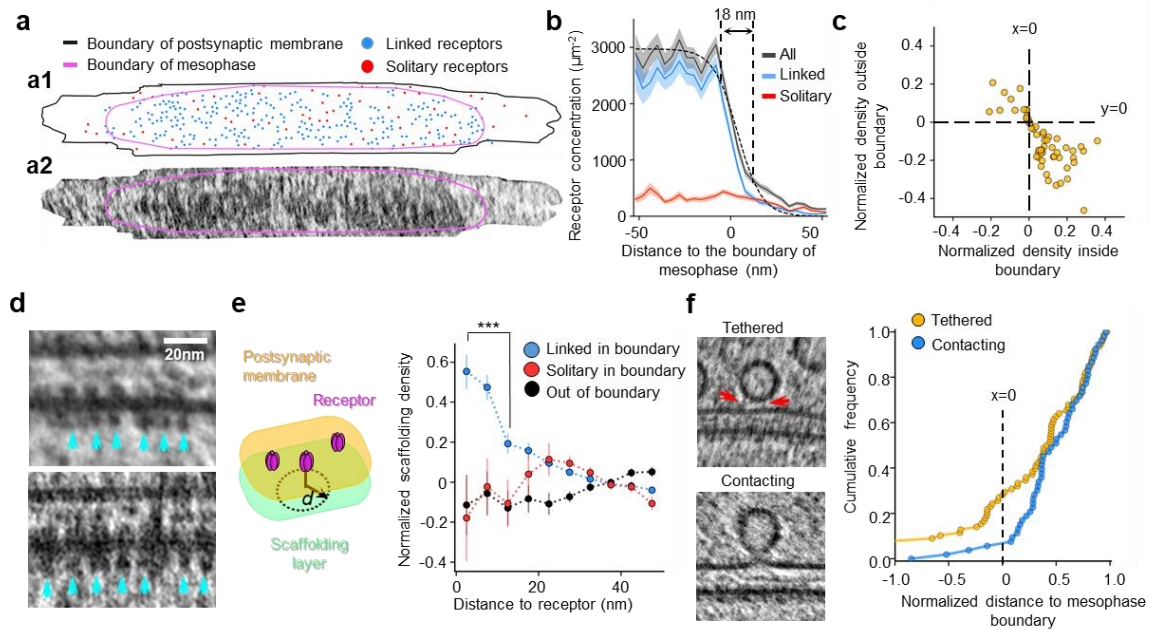 a
Boundary of postsynaptic membrane
Linked receptors
Boundary of mesophase
Solitary receptors
a1
a2
b
18 nm
All
Linked
Solitary
3000
2000
1000
0
-50
0
50
Receptor concentration (μm-2)
Distance to the boundary of
mesophase (nm)
c
x=0
y=0
0.4
0.2
0
-0.2
-0.4
-0.4
-0.2
0
0.2
0.4
Normalized density outside
boundary
Normalized density inside
boundary
d
20nm
e
Postsynaptic
membrane
Receptor
d
Scaffolding
layer
***
Linked in boundary
Solitary in boundary
Out of boundary
0.6
0.4
0.2
0
-0.2
-0.4
0
20
40
Normalized scaffolding density
Distance to receptor (nm)
f
Tethered
Contacting
Tethered
Contacting
x=0
1.0
0.8
0.6
0.4
0.2
0.0
-1.0
-0.5
0
0.5
1.0
Cumulative frequency
Normalized distance to mesophase
boundary